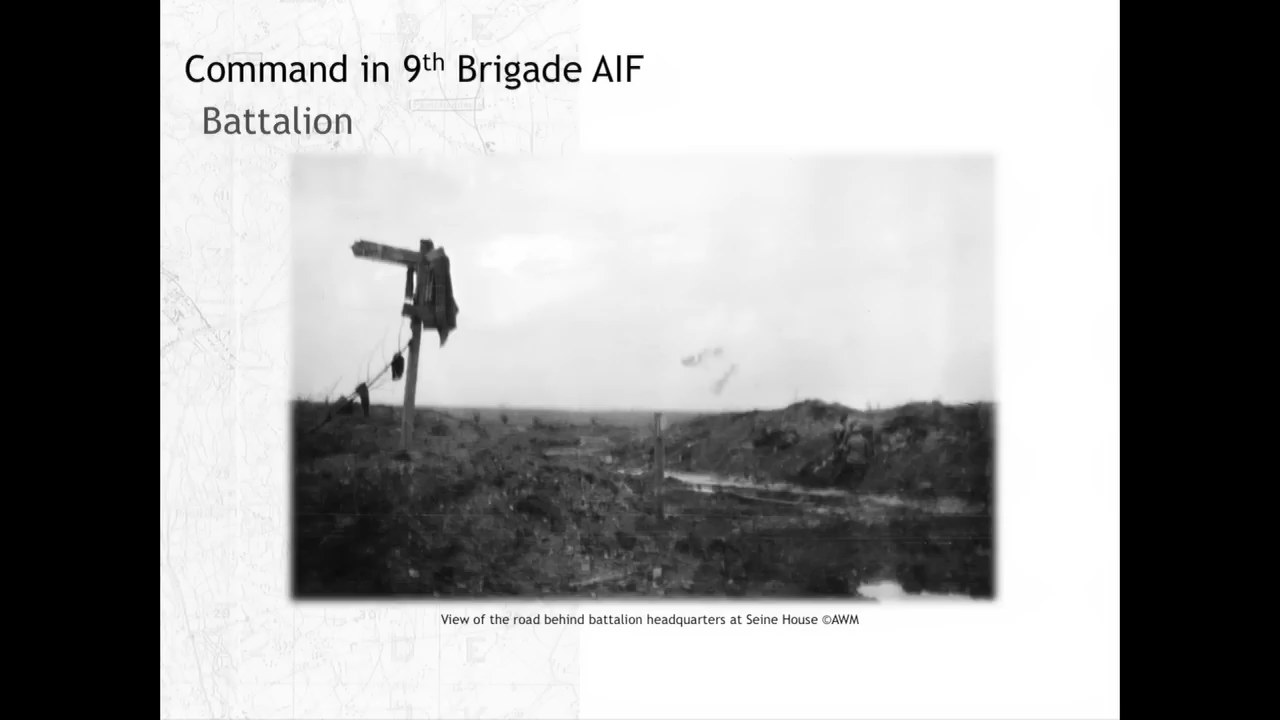 Command in 9th Brigade AIF
Battalion
View of the road behind battalion headquarters at Seine House ©AWM